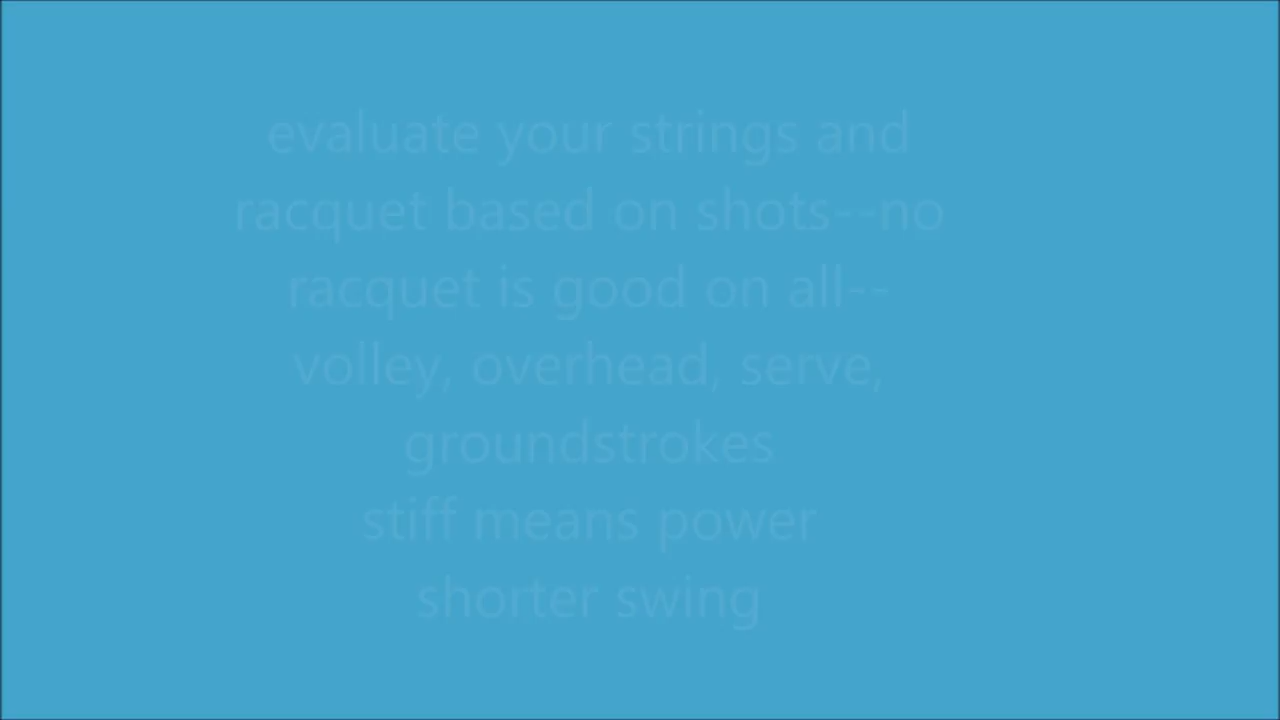 evaluate your strings and
racquet based on shots--no
racquet is good on all--
volley, overhead, serve,
groundstrokes
stiff means power
shorter swing